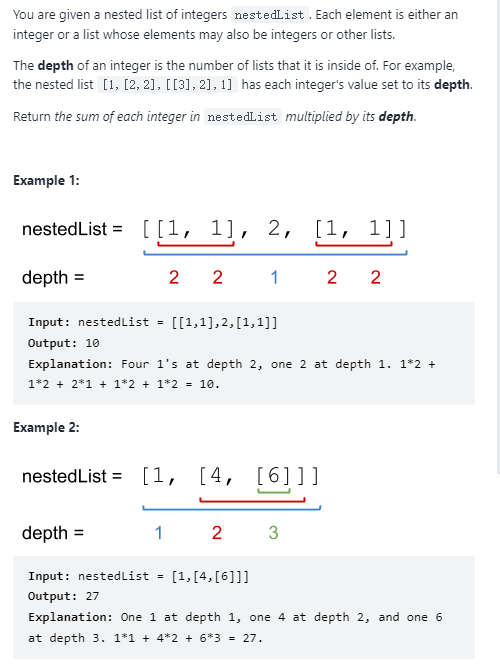 You are given a nested list of integers nestedList . Each element is either an
integer or a list whose elements may also be integers or other lists.
The depth of an integer is the number of lists that it is inside of. For example,
the nested list [1, [2, 2], [[3], 2], 1] has each integer's value set to its depth.
Return the sum of each integer in nestedList multiplied by its depth.
Example 1:
nestedList = [[1, 1], 2, [1, 1]]
depth = 2 2 1 2 2
Input: nestedList = [[1,1],2,[1,1]]
Output: 10
Explanation: Four 1's at depth 2, one 2 at depth 1. 1*2 +
1*2 + 2*1 + 1*2 + 1*2 = 10.
Example 2:
nestedList = [1, [4, [6]]]
depth = 1 2 3
Input: nestedList = [1,[4,[6]]]
Output: 27
Explanation: One 1 at depth 1, one 4 at depth 2, and one 6
at depth 3. 1*1 + 4*2 + 6*3 = 27.